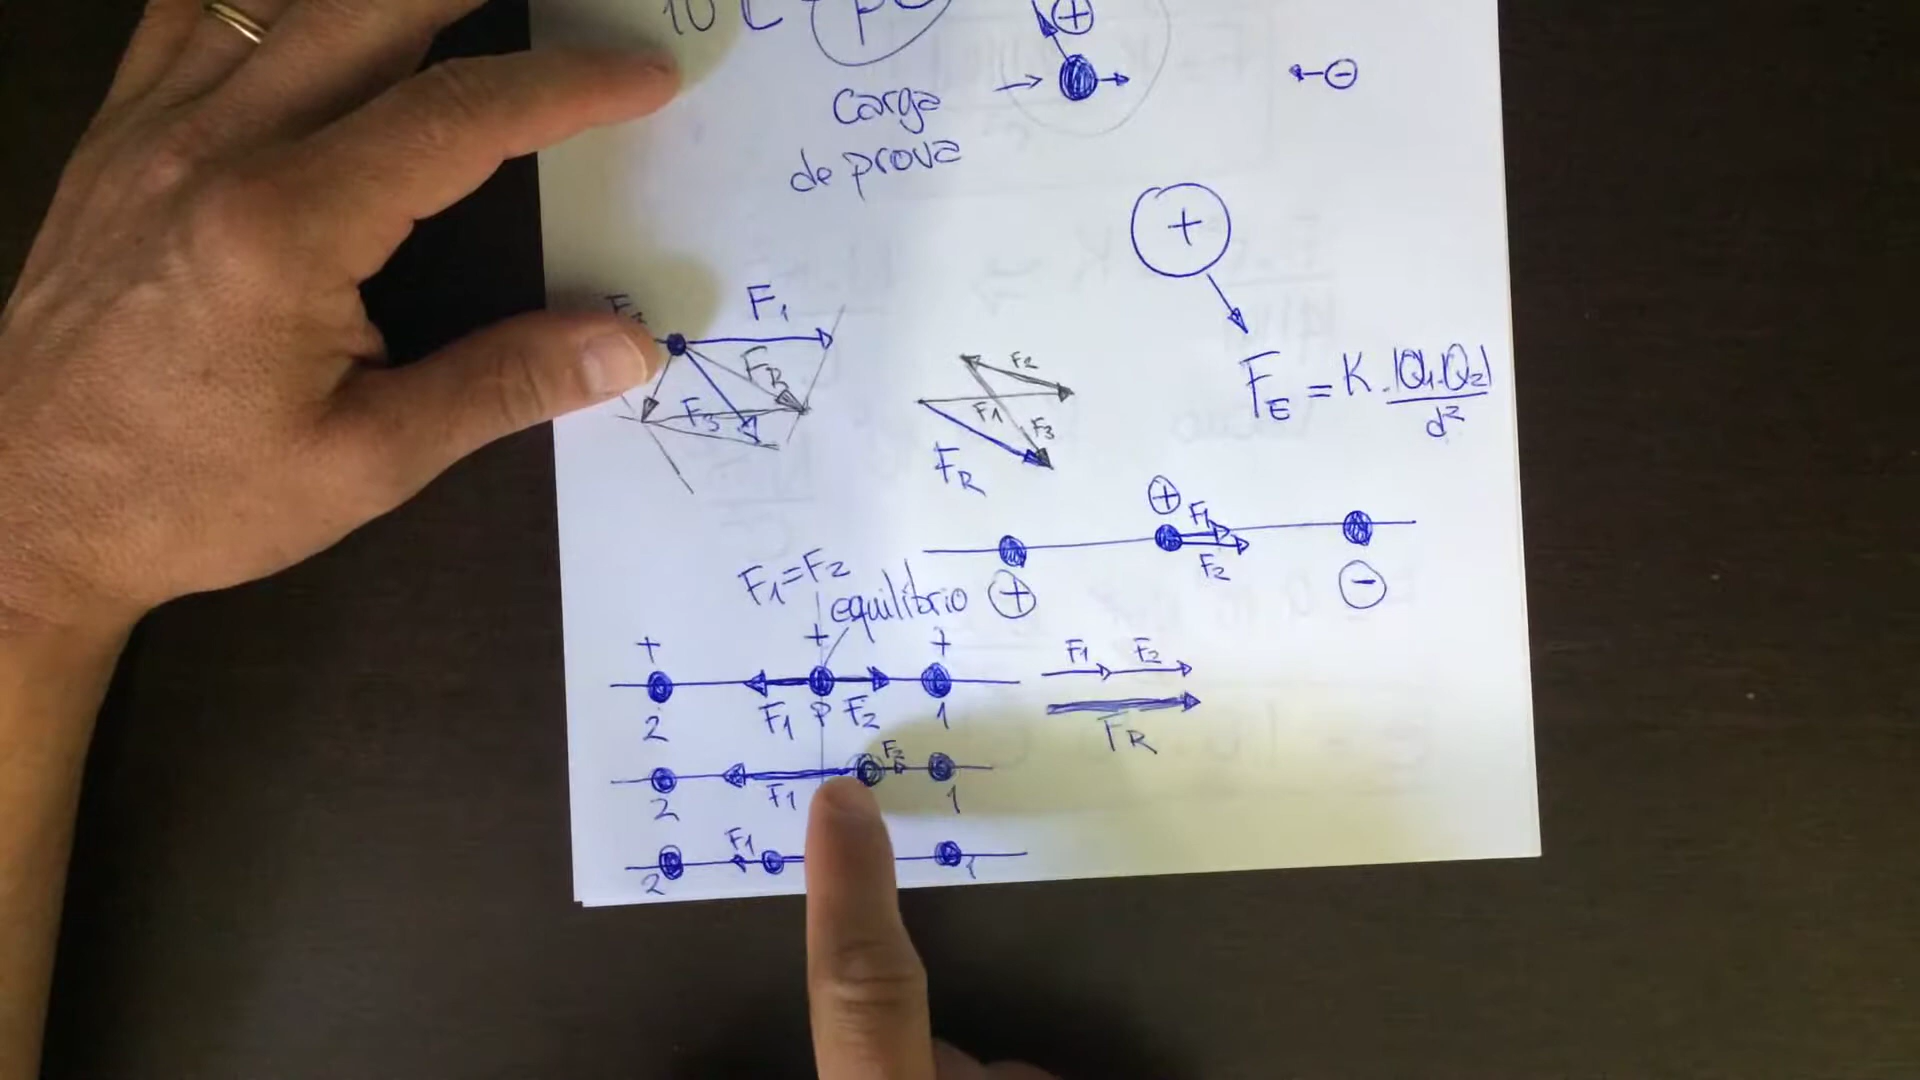 10 C
Carga
de prova
+
-
+
F1
FR
F3
F2
F1
F3
FR
FE = K . |Q1.Q2| / d²
+
F1
F2
+
-
F1=F2
equilíbrio
+ + +
2 F1 P F2 1
F1 F2
FR
F2
2 F1 1
F1
2 1